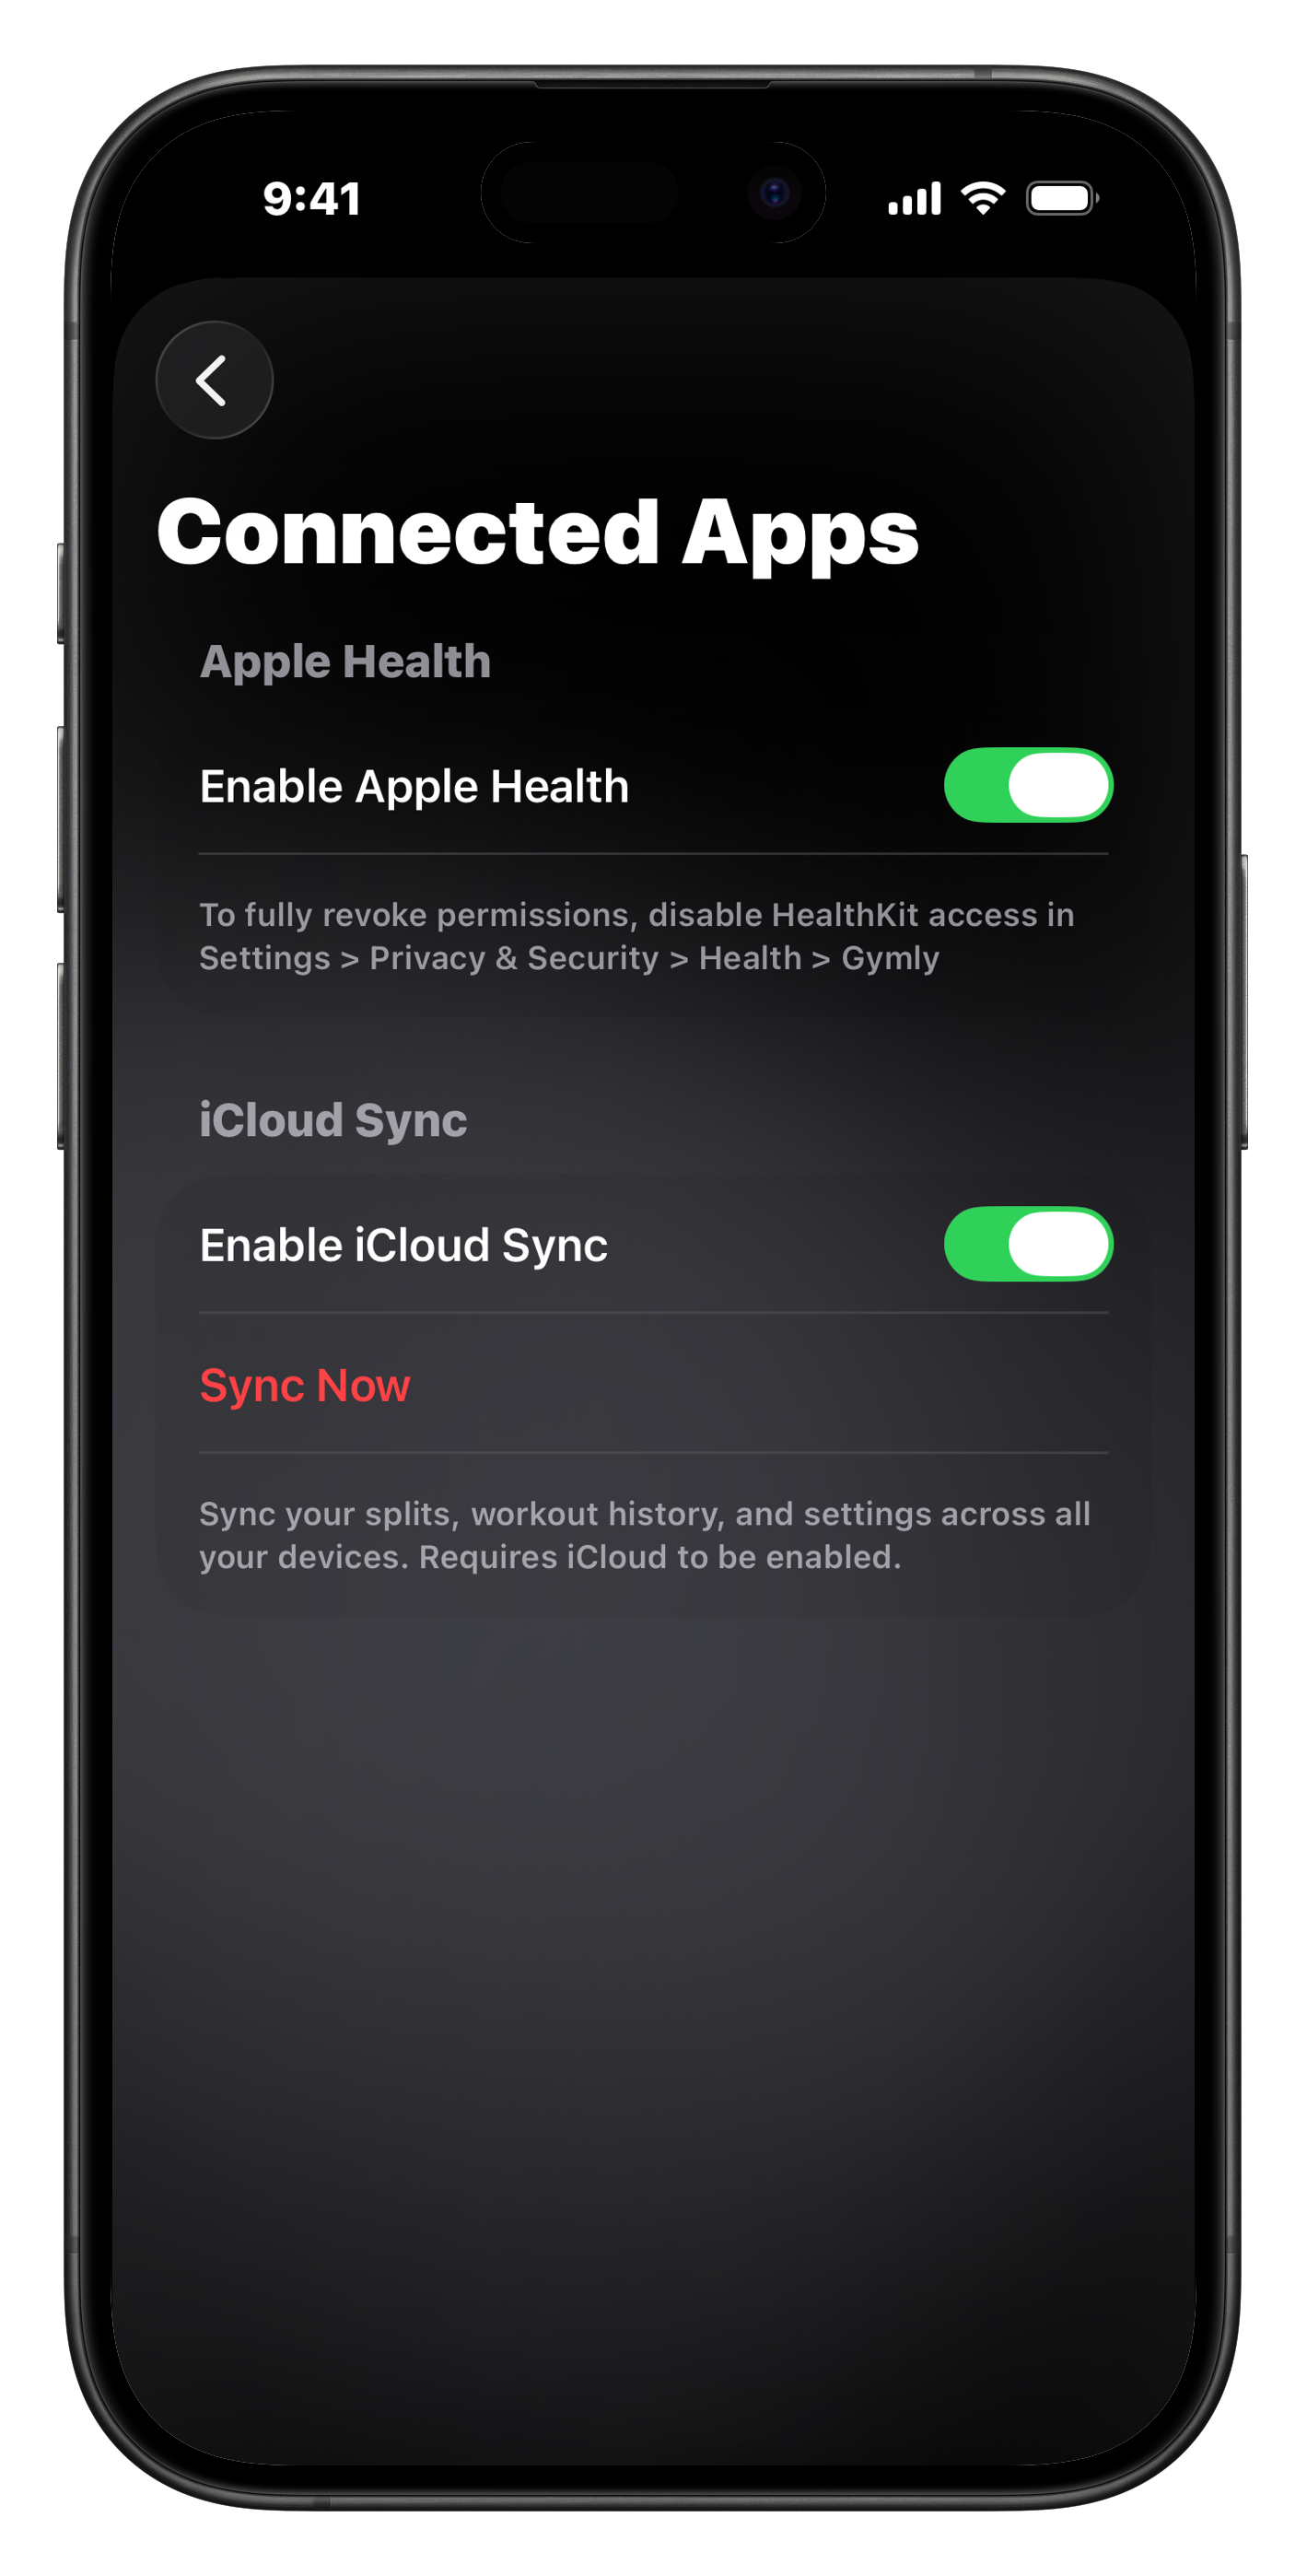 9:41
Connected Apps
Apple Health
Enable Apple Health
To fully revoke permissions, disable HealthKit access in
Settings > Privacy & Security > Health > Gymly
iCloud Sync
Enable iCloud Sync
Sync Now
Sync your splits, workout history, and settings across all
your devices. Requires iCloud to be enabled.